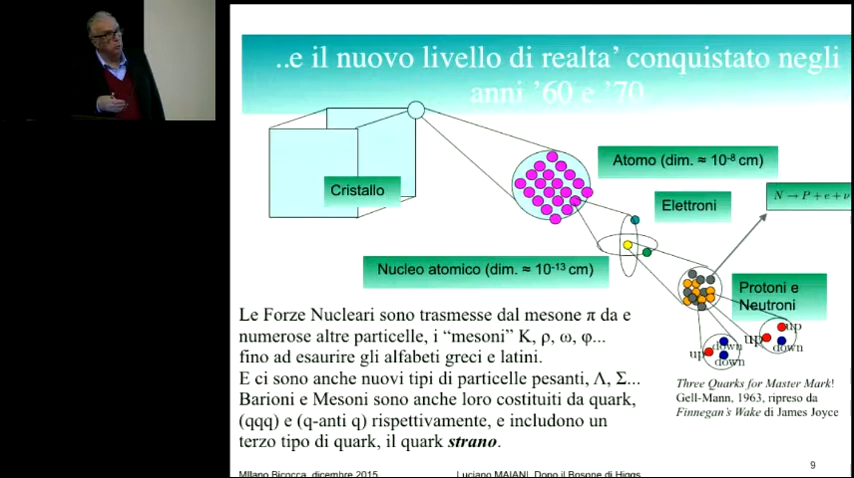 ..e il nuovo livello di realta' conquistato negli
anni '60 e '70
Cristallo
Atomo (dim. ≈ 10⁻⁸ cm)
Elettroni
N → P + e + ν
Nucleo atomico (dim. ≈ 10⁻¹³ cm)
Protoni e
Neutroni
up
down
down
up
up
down
Le Forze Nucleari sono trasmesse dal mesone π da e
numerose altre particelle, i “mesoni” K, ρ, ω, φ...
fino ad esaurire gli alfabeti greci e latini.
E ci sono anche nuovi tipi di particelle pesanti, Λ, Σ...
Barioni e Mesoni sono anche loro costituiti da quark,
(qqq) e (q-anti q) rispettivamente, e includono un
terzo tipo di quark, il quark strano.
Three Quarks for Master Mark!
Gell-Mann, 1963, ripreso da
Finnegan's Wake di James Joyce
9
MIlano Bicocca, dicembre 2015
Luciano MAIANI. Dopo il Bosone di Higgs